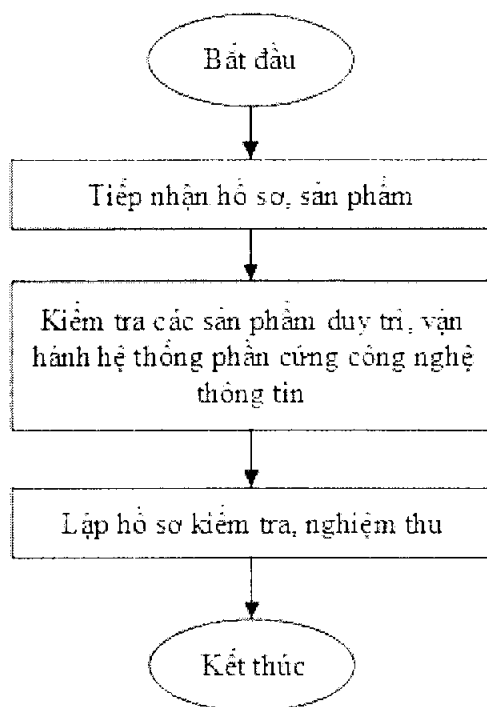 Bắt đầu
Tiếp nhận hồ sơ, sản phẩm
Kiểm tra các sản phẩm duy trì, vận
hành hệ thống phần cứng công nghệ
thông tin
Lập hồ sơ kiểm tra, nghiệm thu
Kết thúc